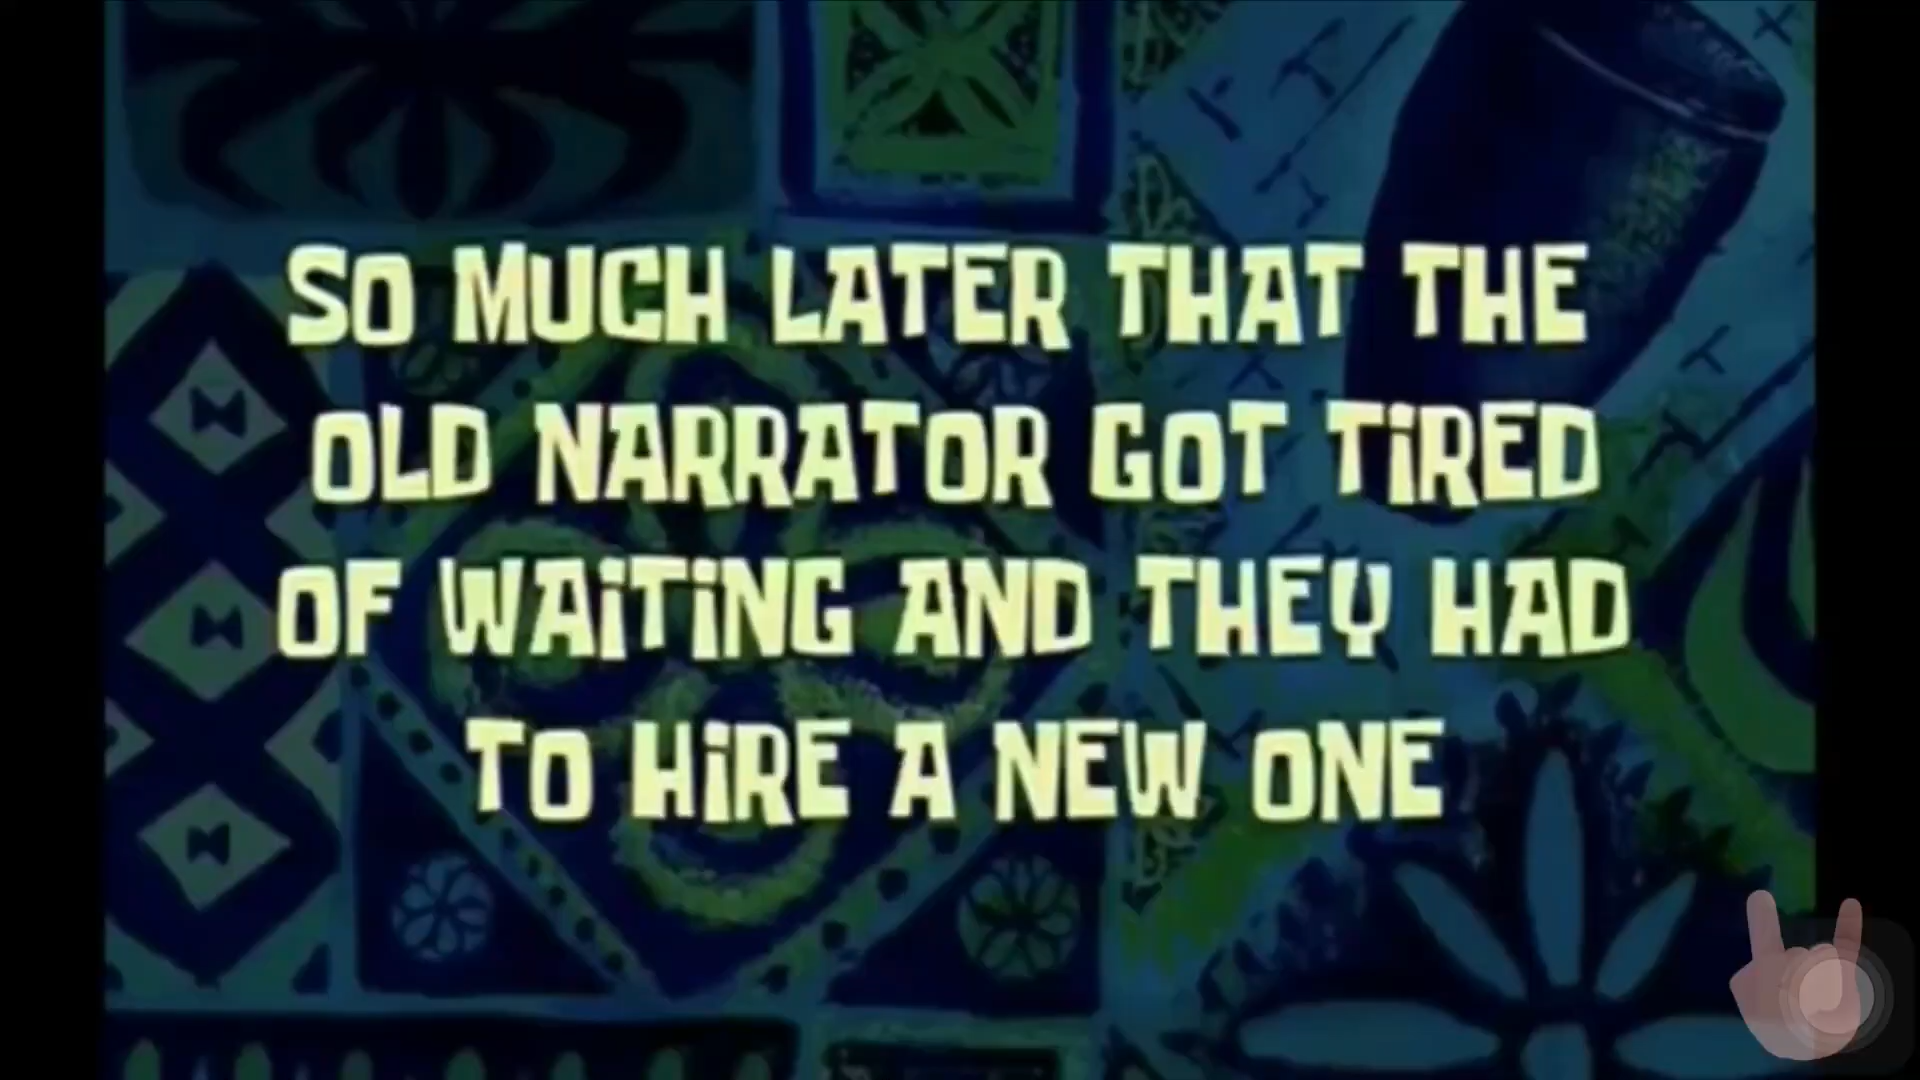 SO MUCH LATER THAT THE
OLD NARRATOR GOT TiRED
OF WAiTiNG AND THEY HAD
TO HiRE A NEW ONE